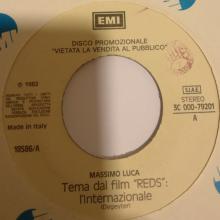 EMI
DISCO PROMOZIONALE
"VIETATA LA VENDITA AL PUBBLICO"
℗ 1982
S.I.A.E.
STEREO
3C 000-79201
A
Made in Italy
18586/A
MASSIMO LUCA
Tema dal film "REDS":
l'Internazionale
(Degeyter)